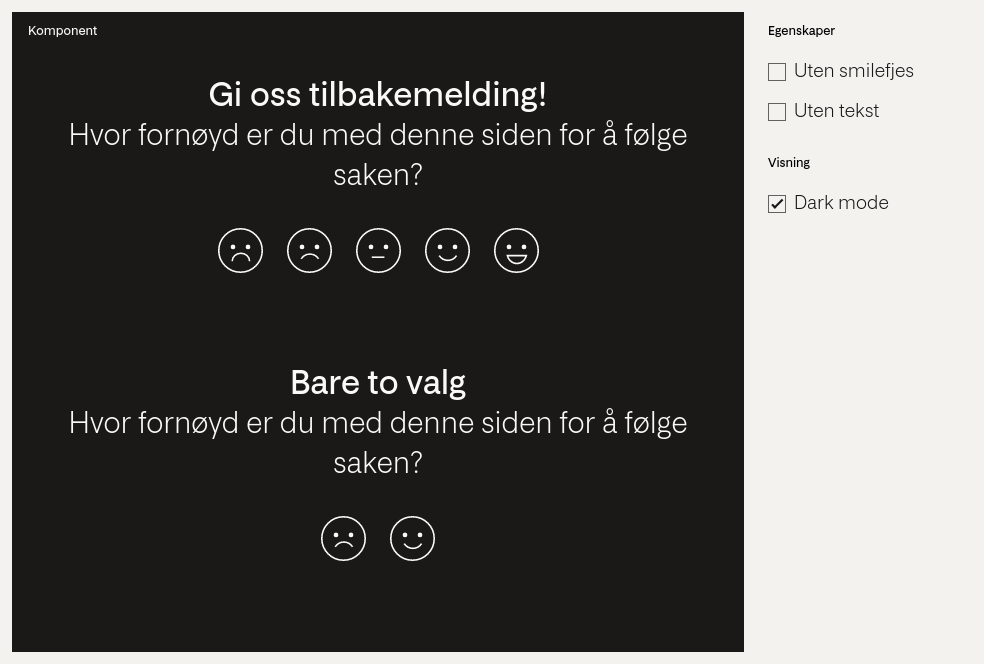 Komponent
Gi oss tilbakemelding!
Hvor fornøyd er du med denne siden for å følge
saken?
Bare to valg
Hvor fornøyd er du med denne siden for å følge
saken?
Egenskaper
Uten smilefjes
Uten tekst
Visning
Dark mode